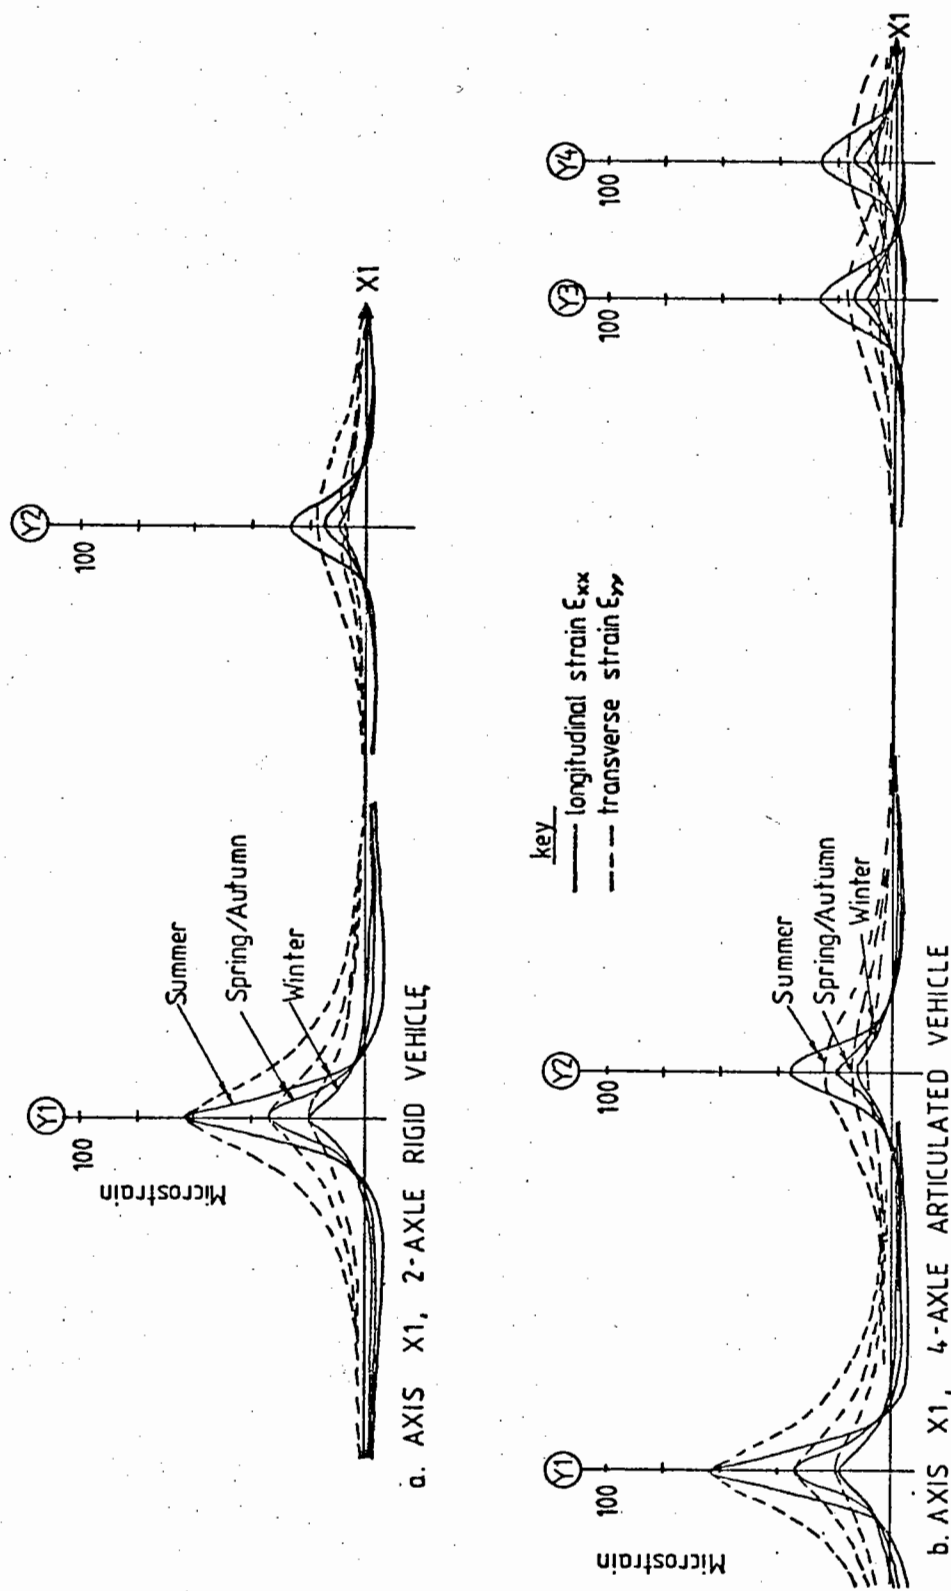 Y1
Y2
100
100
Microstrain
Summer
Spring/Autumn
Winter
X1
a. AXIS X1, 2-AXLE RIGID VEHICLE
key
longitudinal strain Ɛxx
transverse strain Ɛyy
Y1
Y2
Y3
Y4
100
100
100
100
Microstrain
Summer
Spring/Autumn
Winter
X1
b. AXIS X1, 4-AXLE ARTICULATED VEHICLE